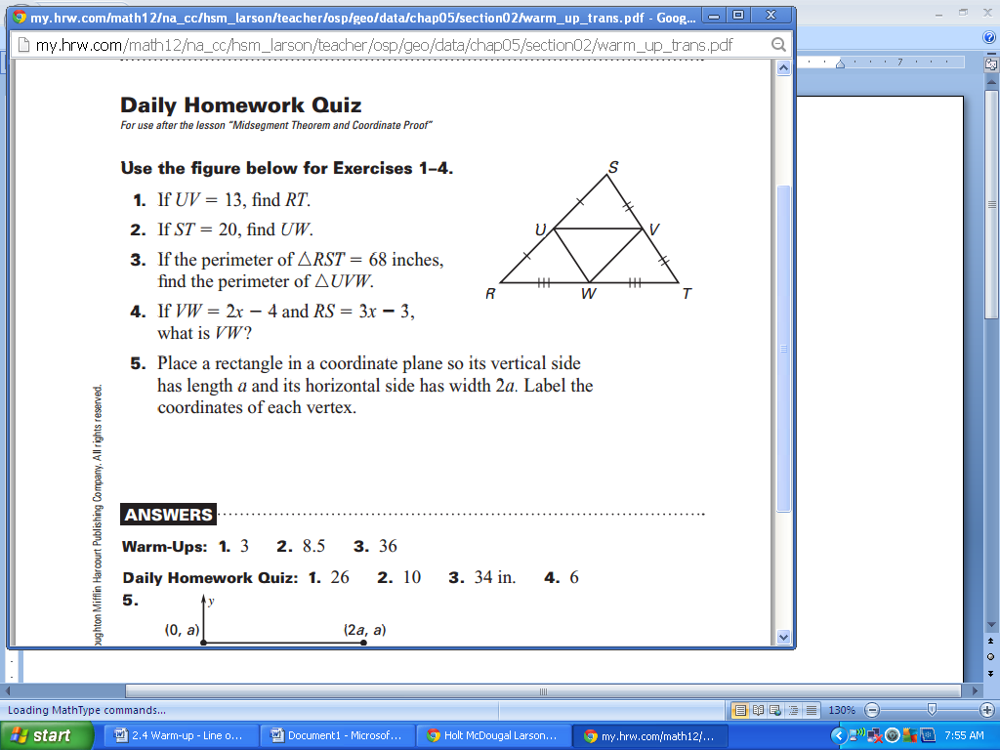 my.hrw.com/math12/na_cc/hsm_larson/teacher/osp/geo/data/chap05/section02/warm_up_trans.pdf - Goog...
my.hrw.com/math12/na_cc/hsm_larson/teacher/osp/geo/data/chap05/section02/warm_up_trans.pdf
7
Daily Homework Quiz
For use after the lesson "Midsegment Theorem and Coordinate Proof"
Use the figure below for Exercises 1–4.
1. If UV = 13, find RT.
2. If ST = 20, find UW.
3. If the perimeter of △RST = 68 inches,
find the perimeter of △UVW.
4. If VW = 2x − 4 and RS = 3x − 3,
what is VW?
S
U
V
R
W
T
5. Place a rectangle in a coordinate plane so its vertical side
has length a and its horizontal side has width 2a. Label the
coordinates of each vertex.
oughton Mifflin Harcourt Publishing Company. All rights reserved.
ANSWERS
Warm-Ups: 1. 3 2. 8.5 3. 36
Daily Homework Quiz: 1. 26 2. 10 3. 34 in. 4. 6
5.
y
(0, a)
(2a, a)
Loading MathType commands...
130%
start
2.4 Warm-up - Line o...
Document1 - Microsof...
Holt McDougal Larson...
my.hrw.com/math12/...
7:55 AM